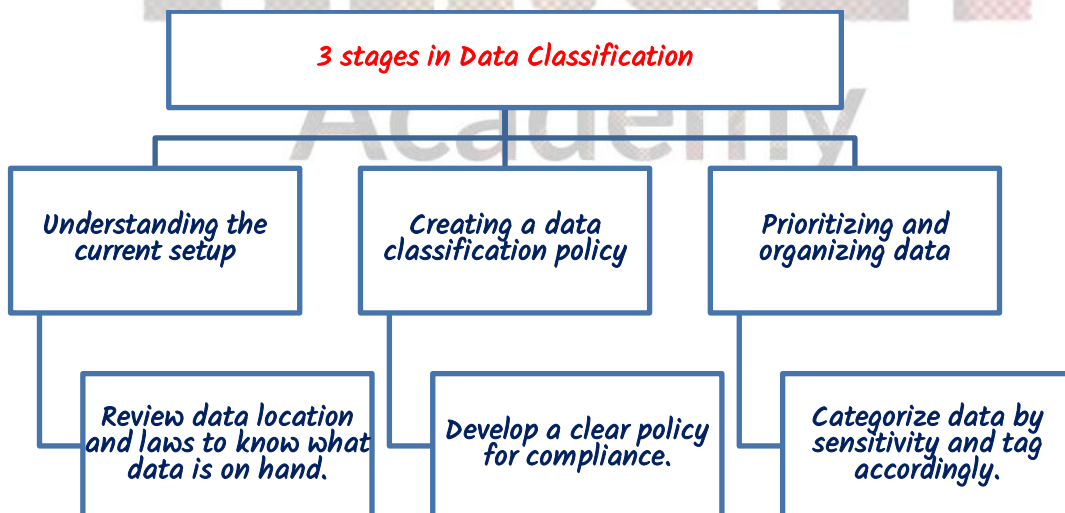 3 stages in Data Classification
Academy
Understanding the
current setup
Creating a data
classification policy
Prioritizing and
organizing data
Review data location
and laws to know what
data is on hand.
Develop a clear policy
for compliance.
Categorize data by
sensitivity and tag
accordingly.